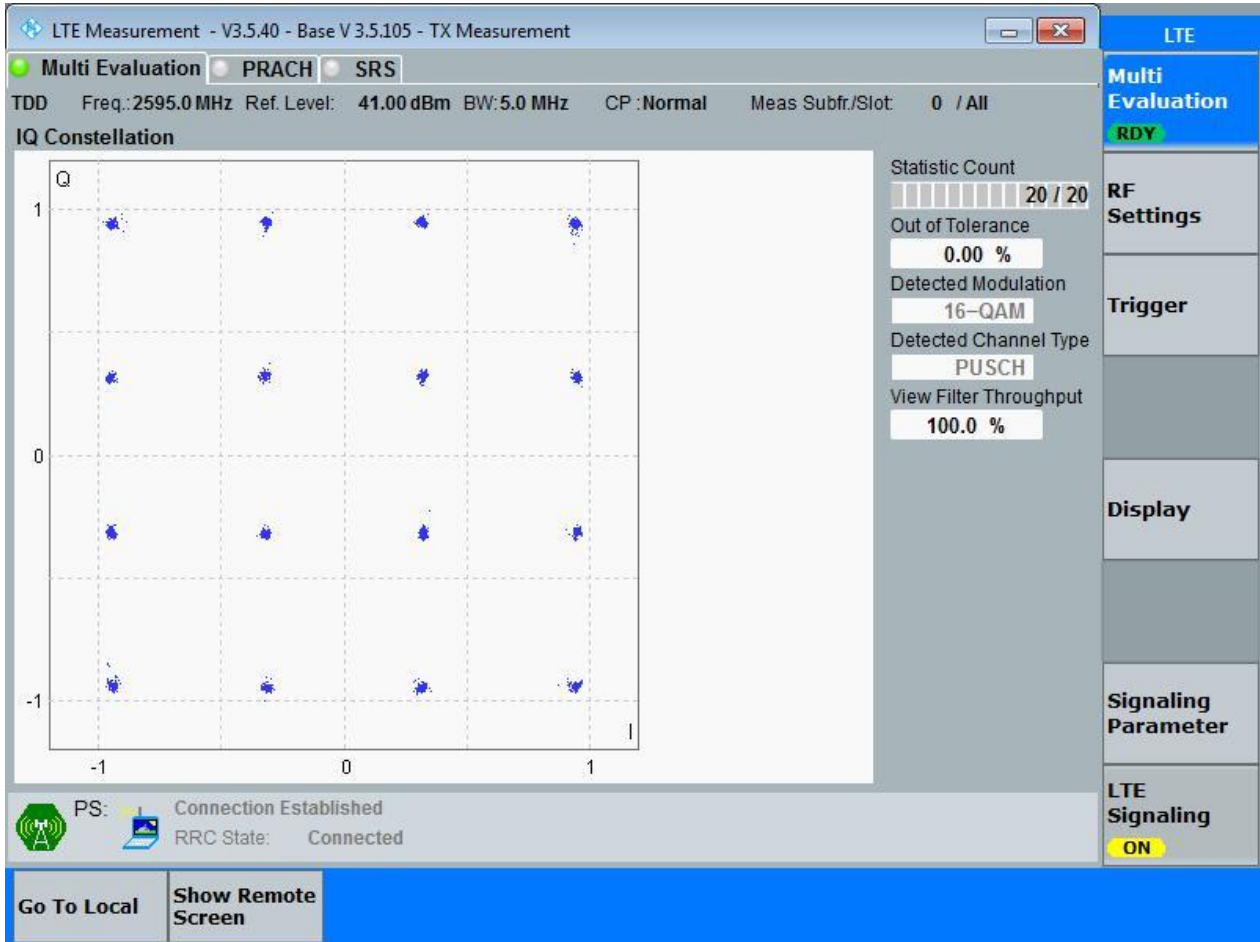 LTE Measurement - V3.5.40 - Base V 3.5.105 - TX Measurement
LTE
Multi Evaluation PRACH SRS
TDD Freq.: 2595.0 MHz Ref. Level: 41.00 dBm BW: 5.0 MHz CP : Normal Meas Subfr./Slot: 0 / All
IQ Constellation
Q
1
0
-1
I
-1 0 1
Statistic Count
20 / 20
Out of Tolerance
0.00 %
Detected Modulation
16-QAM
Detected Channel Type
PUSCH
View Filter Throughput
100.0 %
Multi
Evaluation
RDY
RF
Settings
Trigger
Display
Signaling
Parameter
LTE
Signaling
ON
PS: Connection Established
RRC State: Connected
Go To Local
Show Remote
Screen